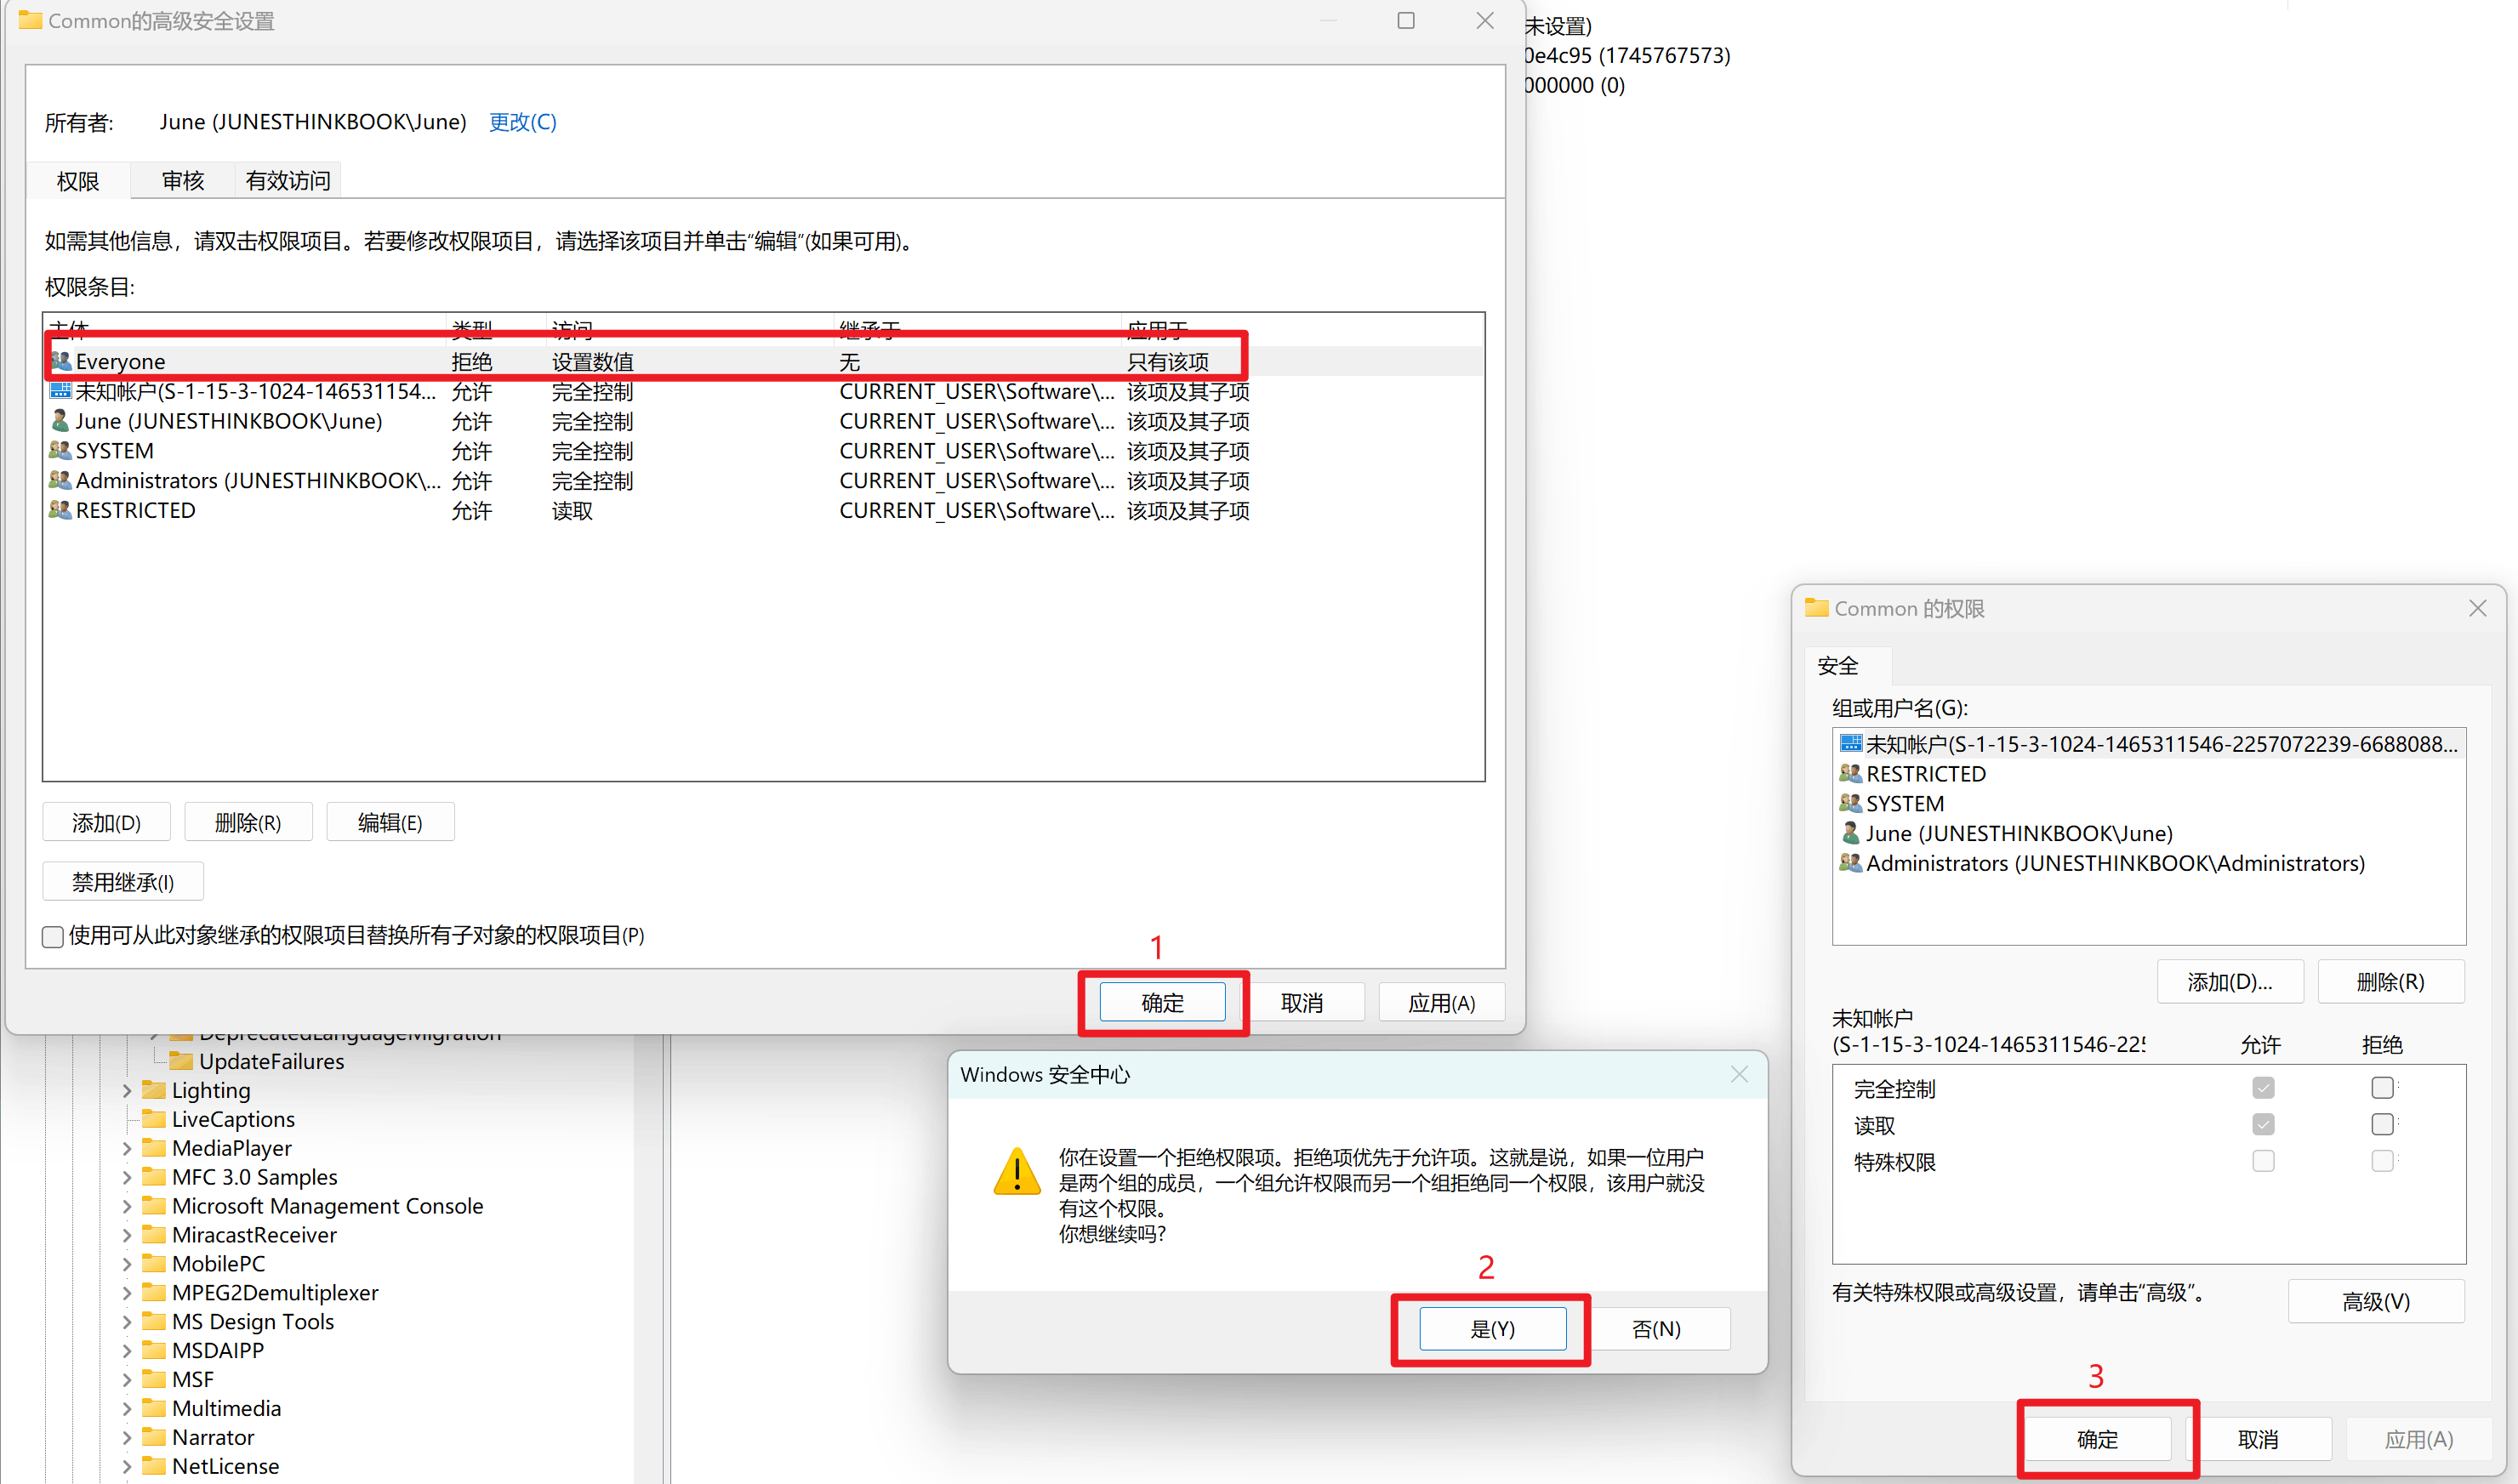 Common的高级安全设置
未设置)
0e4c95 (1745767573)
000000 (0)
所有者: June (JUNESTHINKBOOK\June) 更改(C)
权限 审核 有效访问
如需其他信息，请双击权限项目。若要修改权限项目，请选择该项目并单击“编辑”(如果可用)。
权限条目:
主体 类型 访问 继承于 应用于
Everyone 拒绝 设置数值 无 只有该项
未知帐户(S-1-15-3-1024-146531154... 允许 完全控制 CURRENT_USER\Software\... 该项及其子项
June (JUNESTHINKBOOK\June) 允许 完全控制 CURRENT_USER\Software\... 该项及其子项
SYSTEM 允许 完全控制 CURRENT_USER\Software\... 该项及其子项
Administrators (JUNESTHINKBOOK\... 允许 完全控制 CURRENT_USER\Software\... 该项及其子项
RESTRICTED 允许 读取 CURRENT_USER\Software\... 该项及其子项
添加(D) 删除(R) 编辑(E)
禁用继承(I)
使用可从此对象继承的权限项目替换所有子对象的权限项目(P)
1
确定 取消 应用(A)
DeprecatedLanguageMigration
UpdateFailures
Lighting
LiveCaptions
MediaPlayer
MFC 3.0 Samples
Microsoft Management Console
MiracastReceiver
MobilePC
MPEG2Demultiplexer
MS Design Tools
MSDAIPP
MSF
Multimedia
Narrator
NetLicense
Windows 安全中心
你在设置一个拒绝权限项。拒绝项优先于允许项。这就是说，如果一位用户
是两个组的成员，一个组允许权限而另一个组拒绝同一个权限，该用户就没
有这个权限。
你想继续吗?
2
是(Y) 否(N)
Common 的权限
安全
组或用户名(G):
未知帐户(S-1-15-3-1024-1465311546-2257072239-6688088...
RESTRICTED
SYSTEM
June (JUNESTHINKBOOK\June)
Administrators (JUNESTHINKBOOK\Administrators)
添加(D)... 删除(R)
未知帐户
(S-1-15-3-1024-1465311546-225 允许 拒绝
完全控制
读取
特殊权限
有关特殊权限或高级设置，请单击“高级”。
高级(V)
3
确定 取消 应用(A)